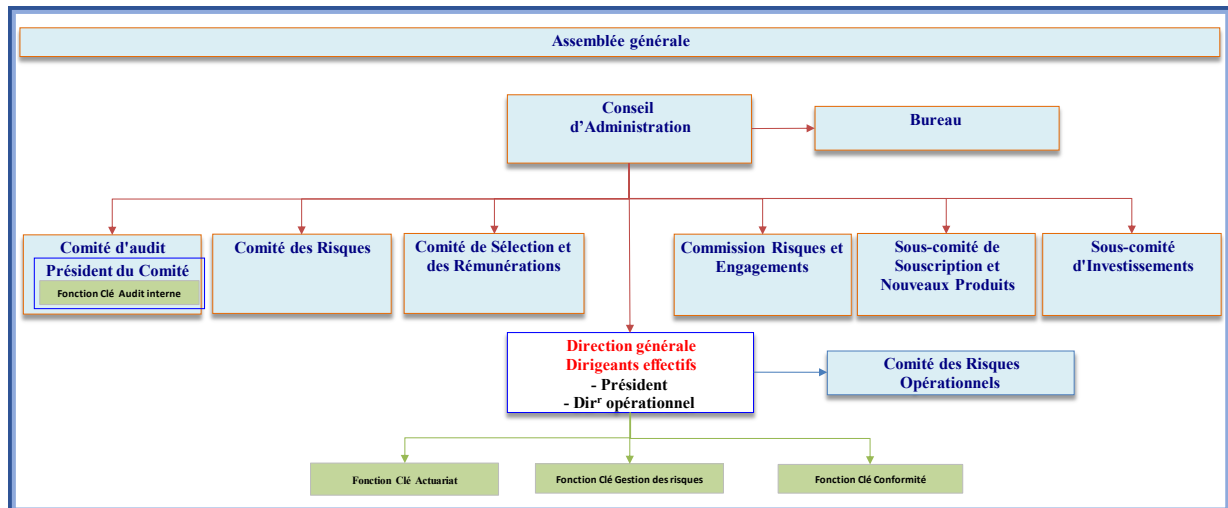 Assemblée générale
Conseil
d'Administration
Bureau
Comité d'audit
Président du Comité
Fonction Clé Audit interne
Comité des Risques
Comité de Sélection et
des Rémunérations
Commission Risques et
Engagements
Sous-comité de
Souscription et
Nouveaux Produits
Sous-comité
d'Investissements
Direction générale
Dirigeants effectifs
- Président
- Dirʳ opérationnel
Comité des Risques
Opérationnels
Fonction Clé Actuariat
Fonction Clé Gestion des risques
Fonction Clé Conformité